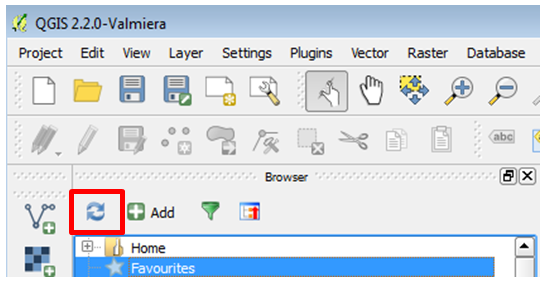 QGIS 2.2.0-Valmiera
Project Edit View Layer Settings Plugins Vector Raster Database
abc
Browser
Add
Home
Favourites